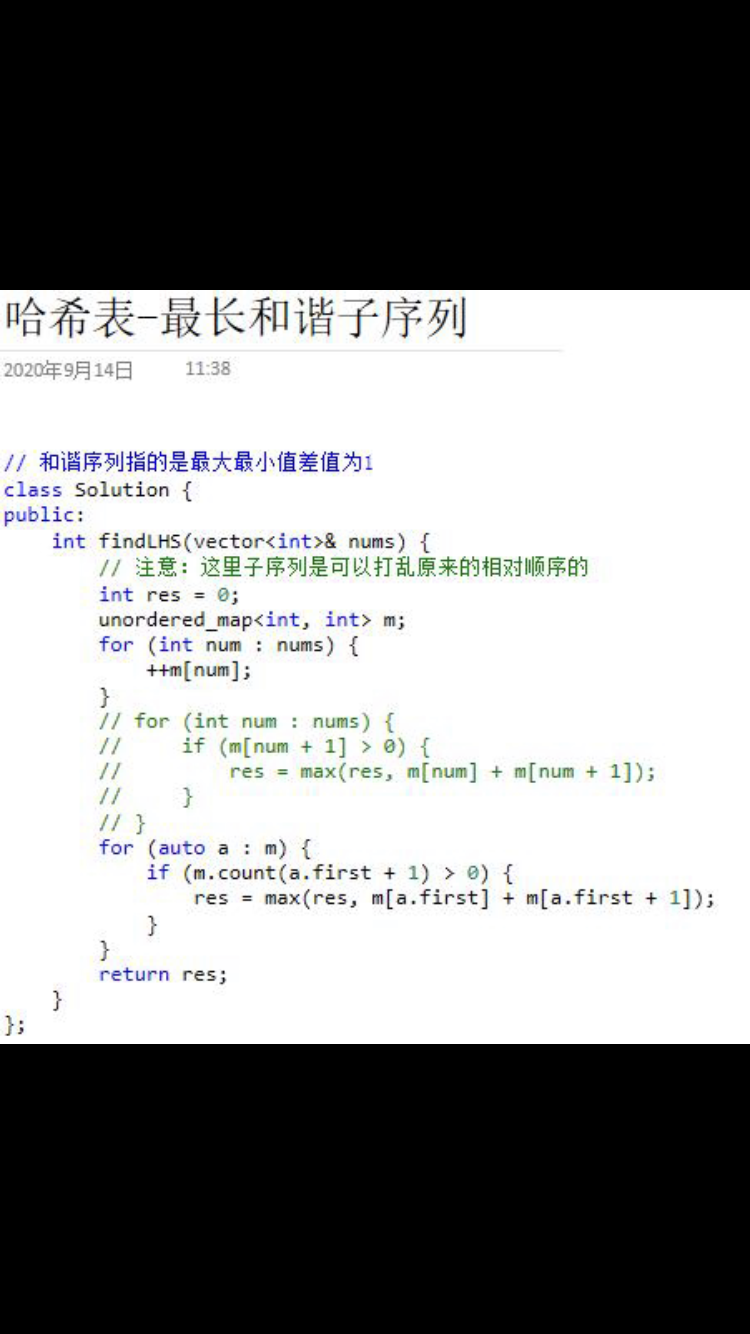 哈希表-最长和谐子序列
2020年9月14日 11:38
// 和谐序列指的是最大最小值差值为1
class Solution {
public:
    int findLHS(vector<int>& nums) {
        // 注意：这里子序列是可以打乱原来的相对顺序的
        int res = 0;
        unordered_map<int, int> m;
        for (int num : nums) {
            ++m[num];
        }
        // for (int num : nums) {
        //     if (m[num + 1] > 0) {
        //         res = max(res, m[num] + m[num + 1]);
        //     }
        // }
        for (auto a : m) {
            if (m.count(a.first + 1) > 0) {
                res = max(res, m[a.first] + m[a.first + 1]);
            }
        }
        return res;
    }
};